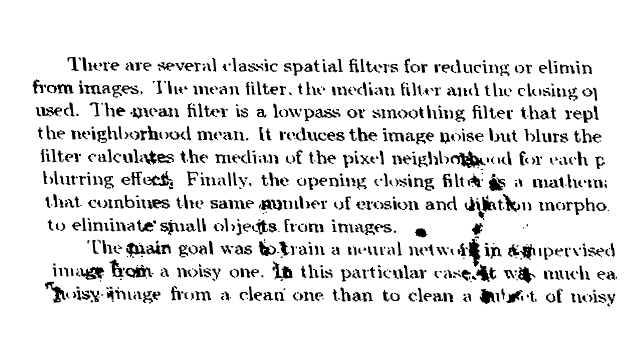 There are several classic spatial filters for reducing or elimin
from images. The mean filter, the median filter and the closing op
used. The mean filter is a lowpass or smoothing filter that repl
the neighborhood mean. It reduces the image noise but blurs the
filter calculates the median of the pixel neighborhood for each p
blurring effect. Finally, the opening closing filter is a mathema
that combines the same number of erosion and dilation morpho
to eliminate small objects from images.
The main goal was to train a neural network in a supervised
image from a noisy one. In this particular case, it was much ea
noisy image from a clean one than to clean a subset of noisy